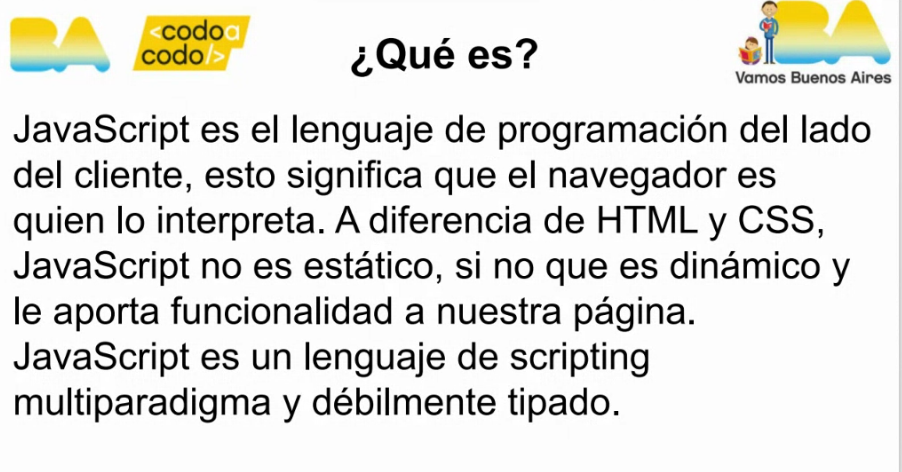 BA
<codoa
codo/>
¿Qué es?
BA
Vamos Buenos Aires
JavaScript es el lenguaje de programación del lado
del cliente, esto significa que el navegador es
quien lo interpreta. A diferencia de HTML y CSS,
JavaScript no es estático, si no que es dinámico y
le aporta funcionalidad a nuestra página.
JavaScript es un lenguaje de scripting
multiparadigma y débilmente tipado.